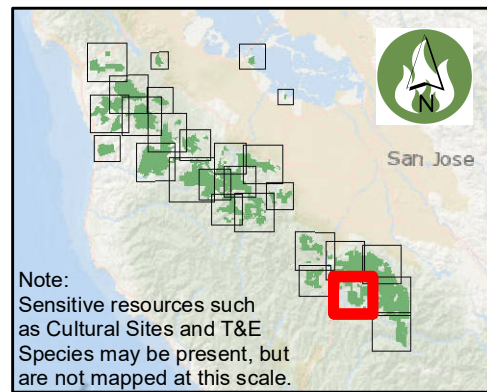 N
San Jose
Note:
Sensitive resources such
as Cultural Sites and T&E
Species may be present, but
are not mapped at this scale.